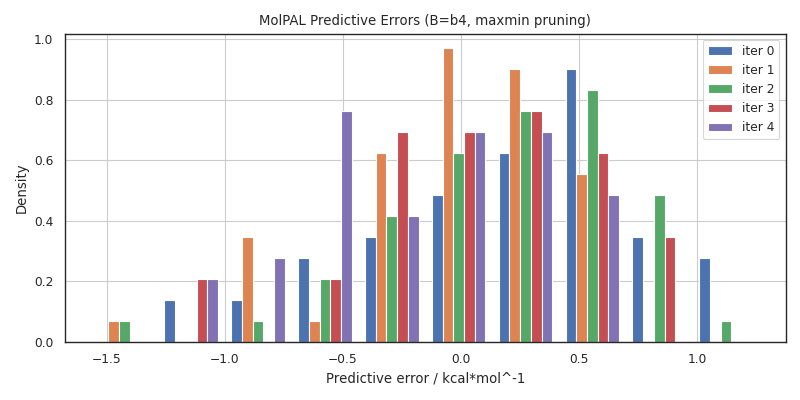 MolPAL Predictive Errors (B=b4, maxmin pruning)
1.0
0.8
0.6
0.4
0.2
0.0
Density
iter 0
iter 1
iter 2
iter 3
iter 4
−1.5 −1.0 −0.5 0.0 0.5 1.0
Predictive error / kcal*mol^-1